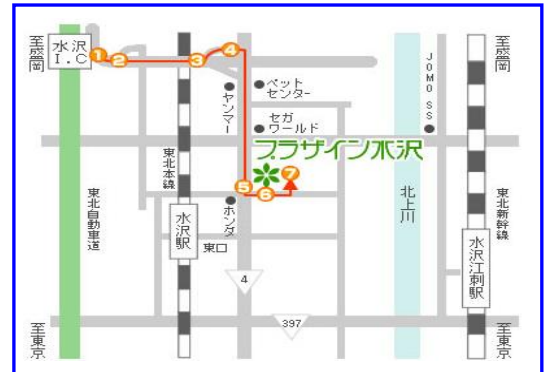 至盛岡
水沢
I.C
1
2
3
4
ペット
センター
ヤンマー
セガ
ワールド
JOMO SS
至盛岡
プラザイン水沢
東北本線
5
6
7
ホンダ
北上川
東北自動車道
水沢駅
東口
東北新幹線
水沢江刺駅
4
397
至東京
至東京